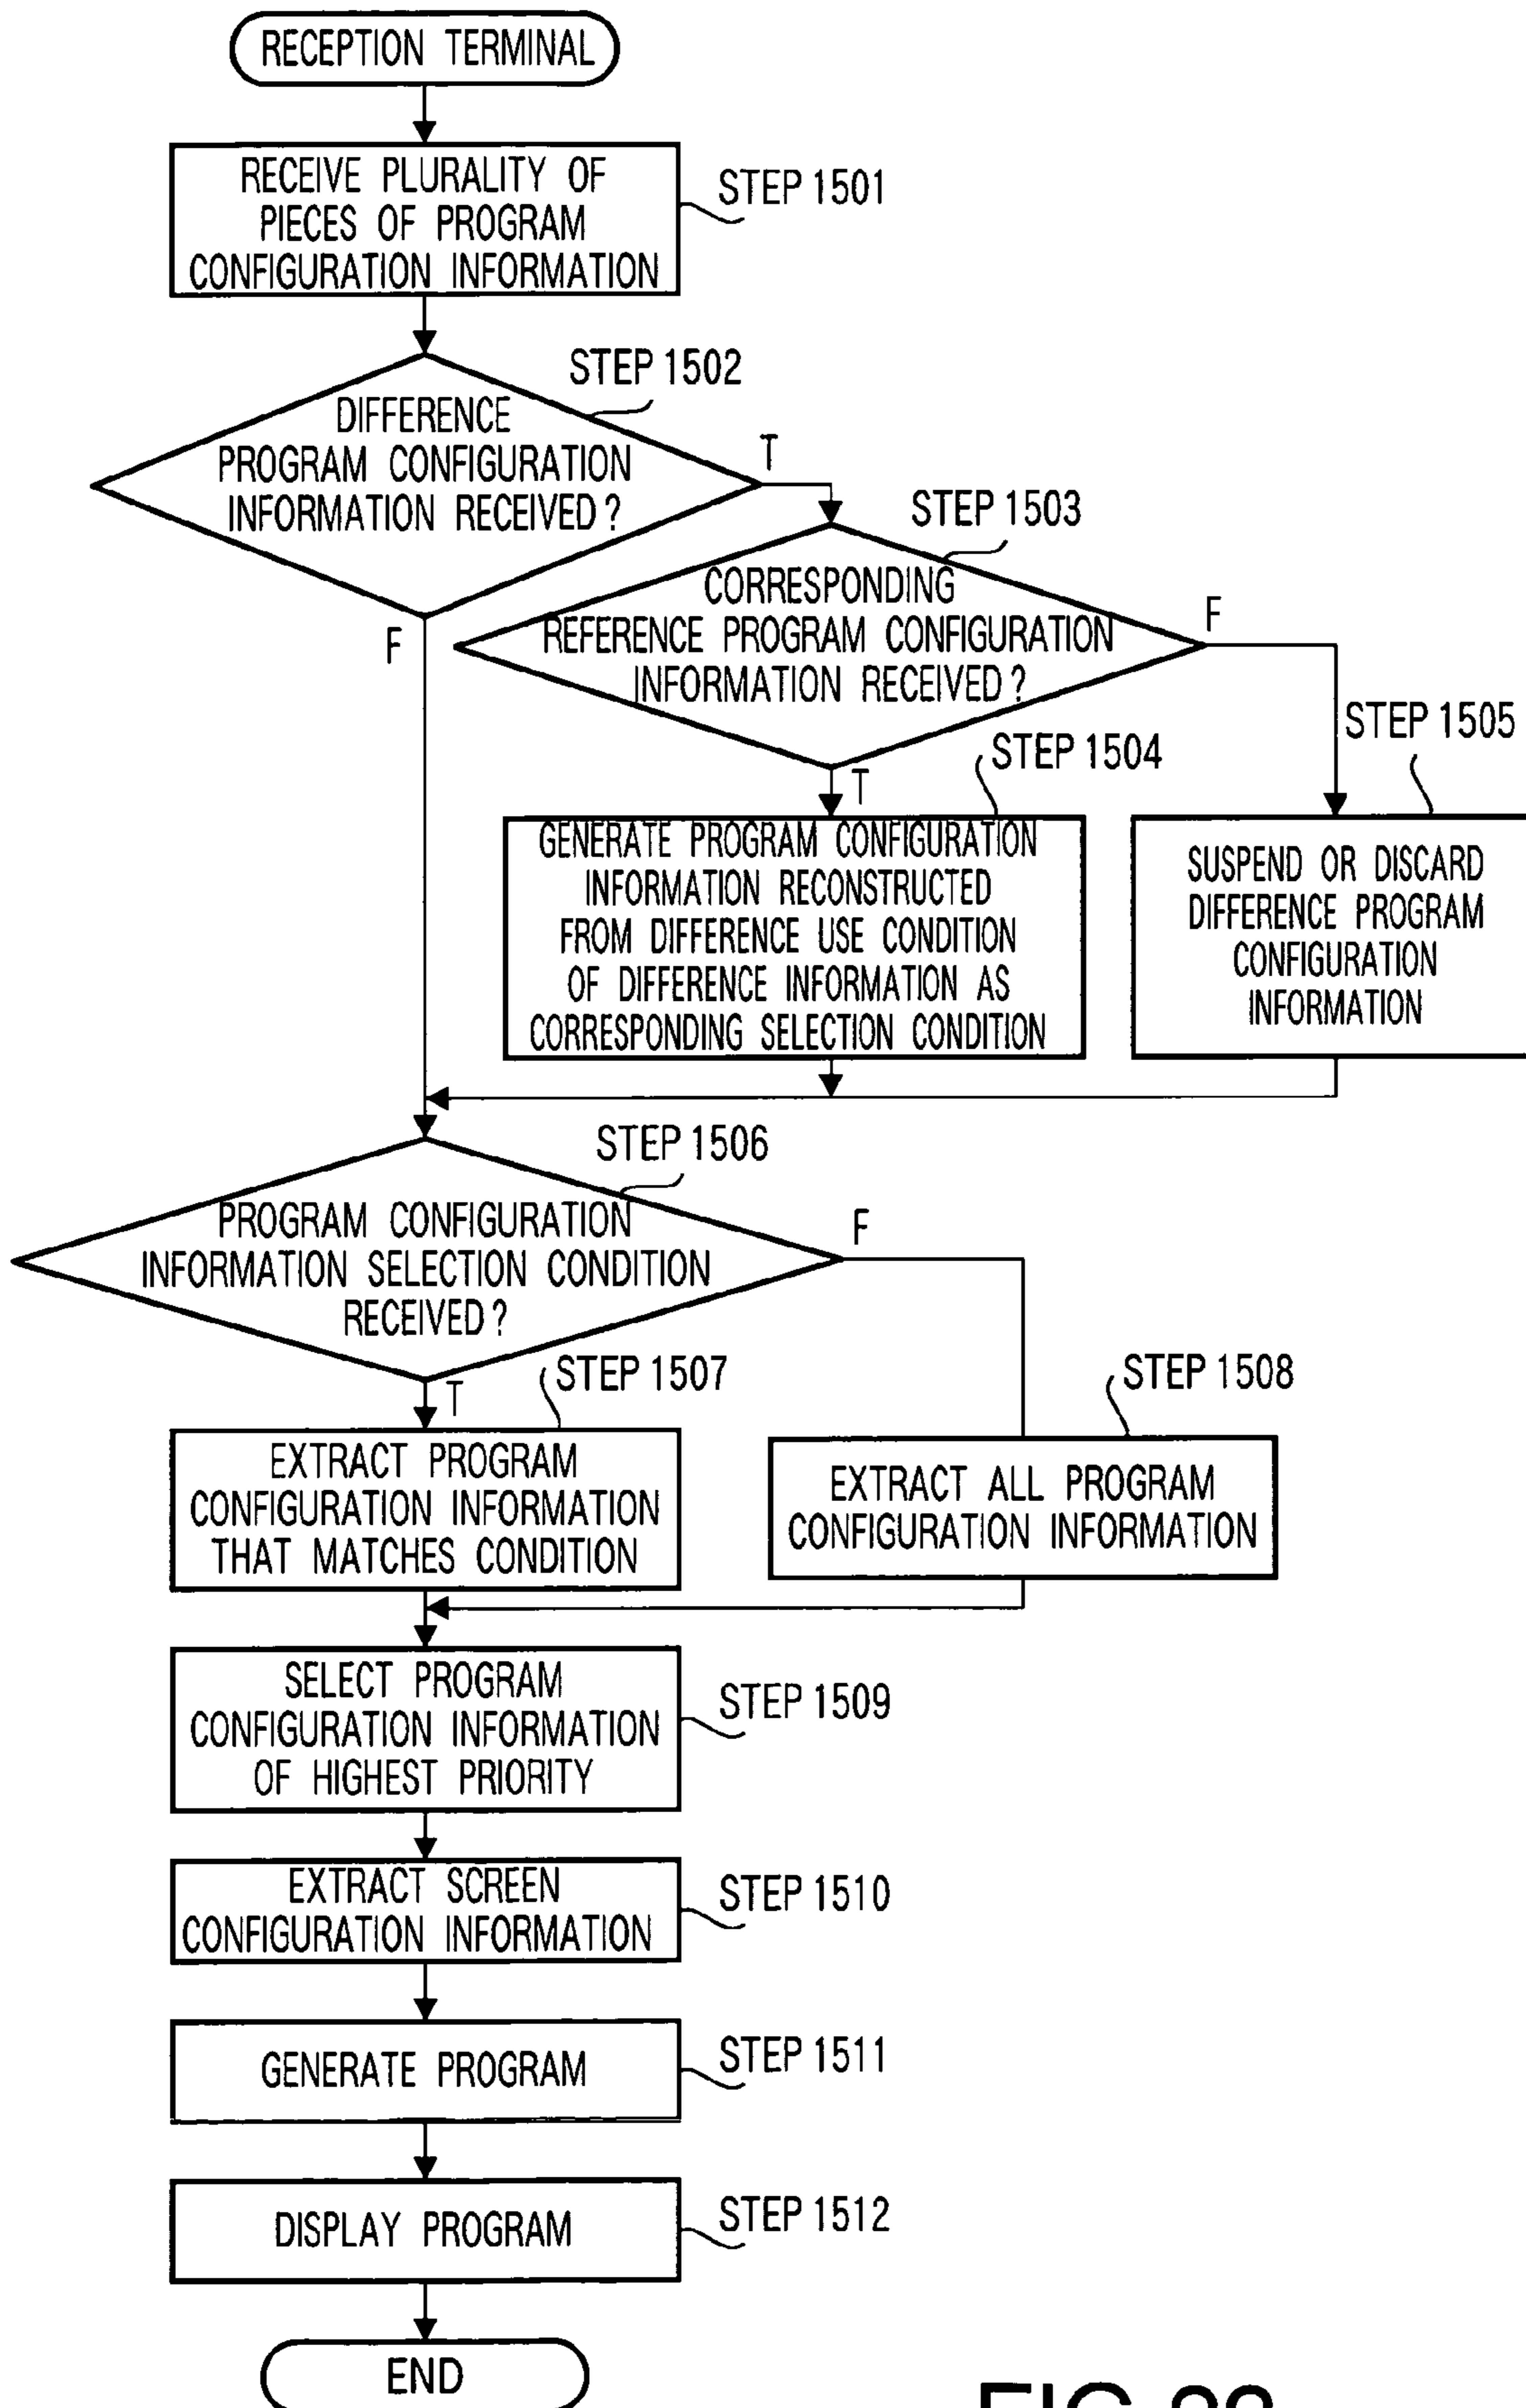 RECEPTION TERMINAL
RECEIVE PLURALITY OF
PIECES OF PROGRAM
CONFIGURATION INFORMATION
STEP 1501
STEP 1502
DIFFERENCE
PROGRAM CONFIGURATION
INFORMATION RECEIVED?
T
F
STEP 1503
CORRESPONDING
REFERENCE PROGRAM CONFIGURATION
INFORMATION RECEIVED?
F
T
STEP 1504
GENERATE PROGRAM CONFIGURATION
INFORMATION RECONSTRUCTED
FROM DIFFERENCE USE CONDITION
OF DIFFERENCE INFORMATION AS
CORRESPONDING SELECTION CONDITION
STEP 1505
SUSPEND OR DISCARD
DIFFERENCE PROGRAM
CONFIGURATION
INFORMATION
STEP 1506
PROGRAM CONFIGURATION
INFORMATION SELECTION CONDITION
RECEIVED?
F
T
STEP 1507
EXTRACT PROGRAM
CONFIGURATION INFORMATION
THAT MATCHES CONDITION
STEP 1508
EXTRACT ALL PROGRAM
CONFIGURATION INFORMATION
SELECT PROGRAM
CONFIGURATION INFORMATION
OF HIGHEST PRIORITY
STEP 1509
EXTRACT SCREEN
CONFIGURATION INFORMATION
STEP 1510
GENERATE PROGRAM
STEP 1511
DISPLAY PROGRAM
STEP 1512
END